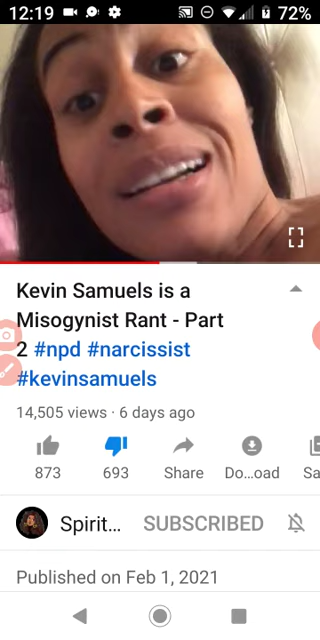 12:19 72%
Kevin Samuels is a
Misogynist Rant - Part
2 #npd #narcissist
#kevinsamuels
14,505 views · 6 days ago
873 693 Share Do...oad Sa
Spirit... SUBSCRIBED
Published on Feb 1, 2021